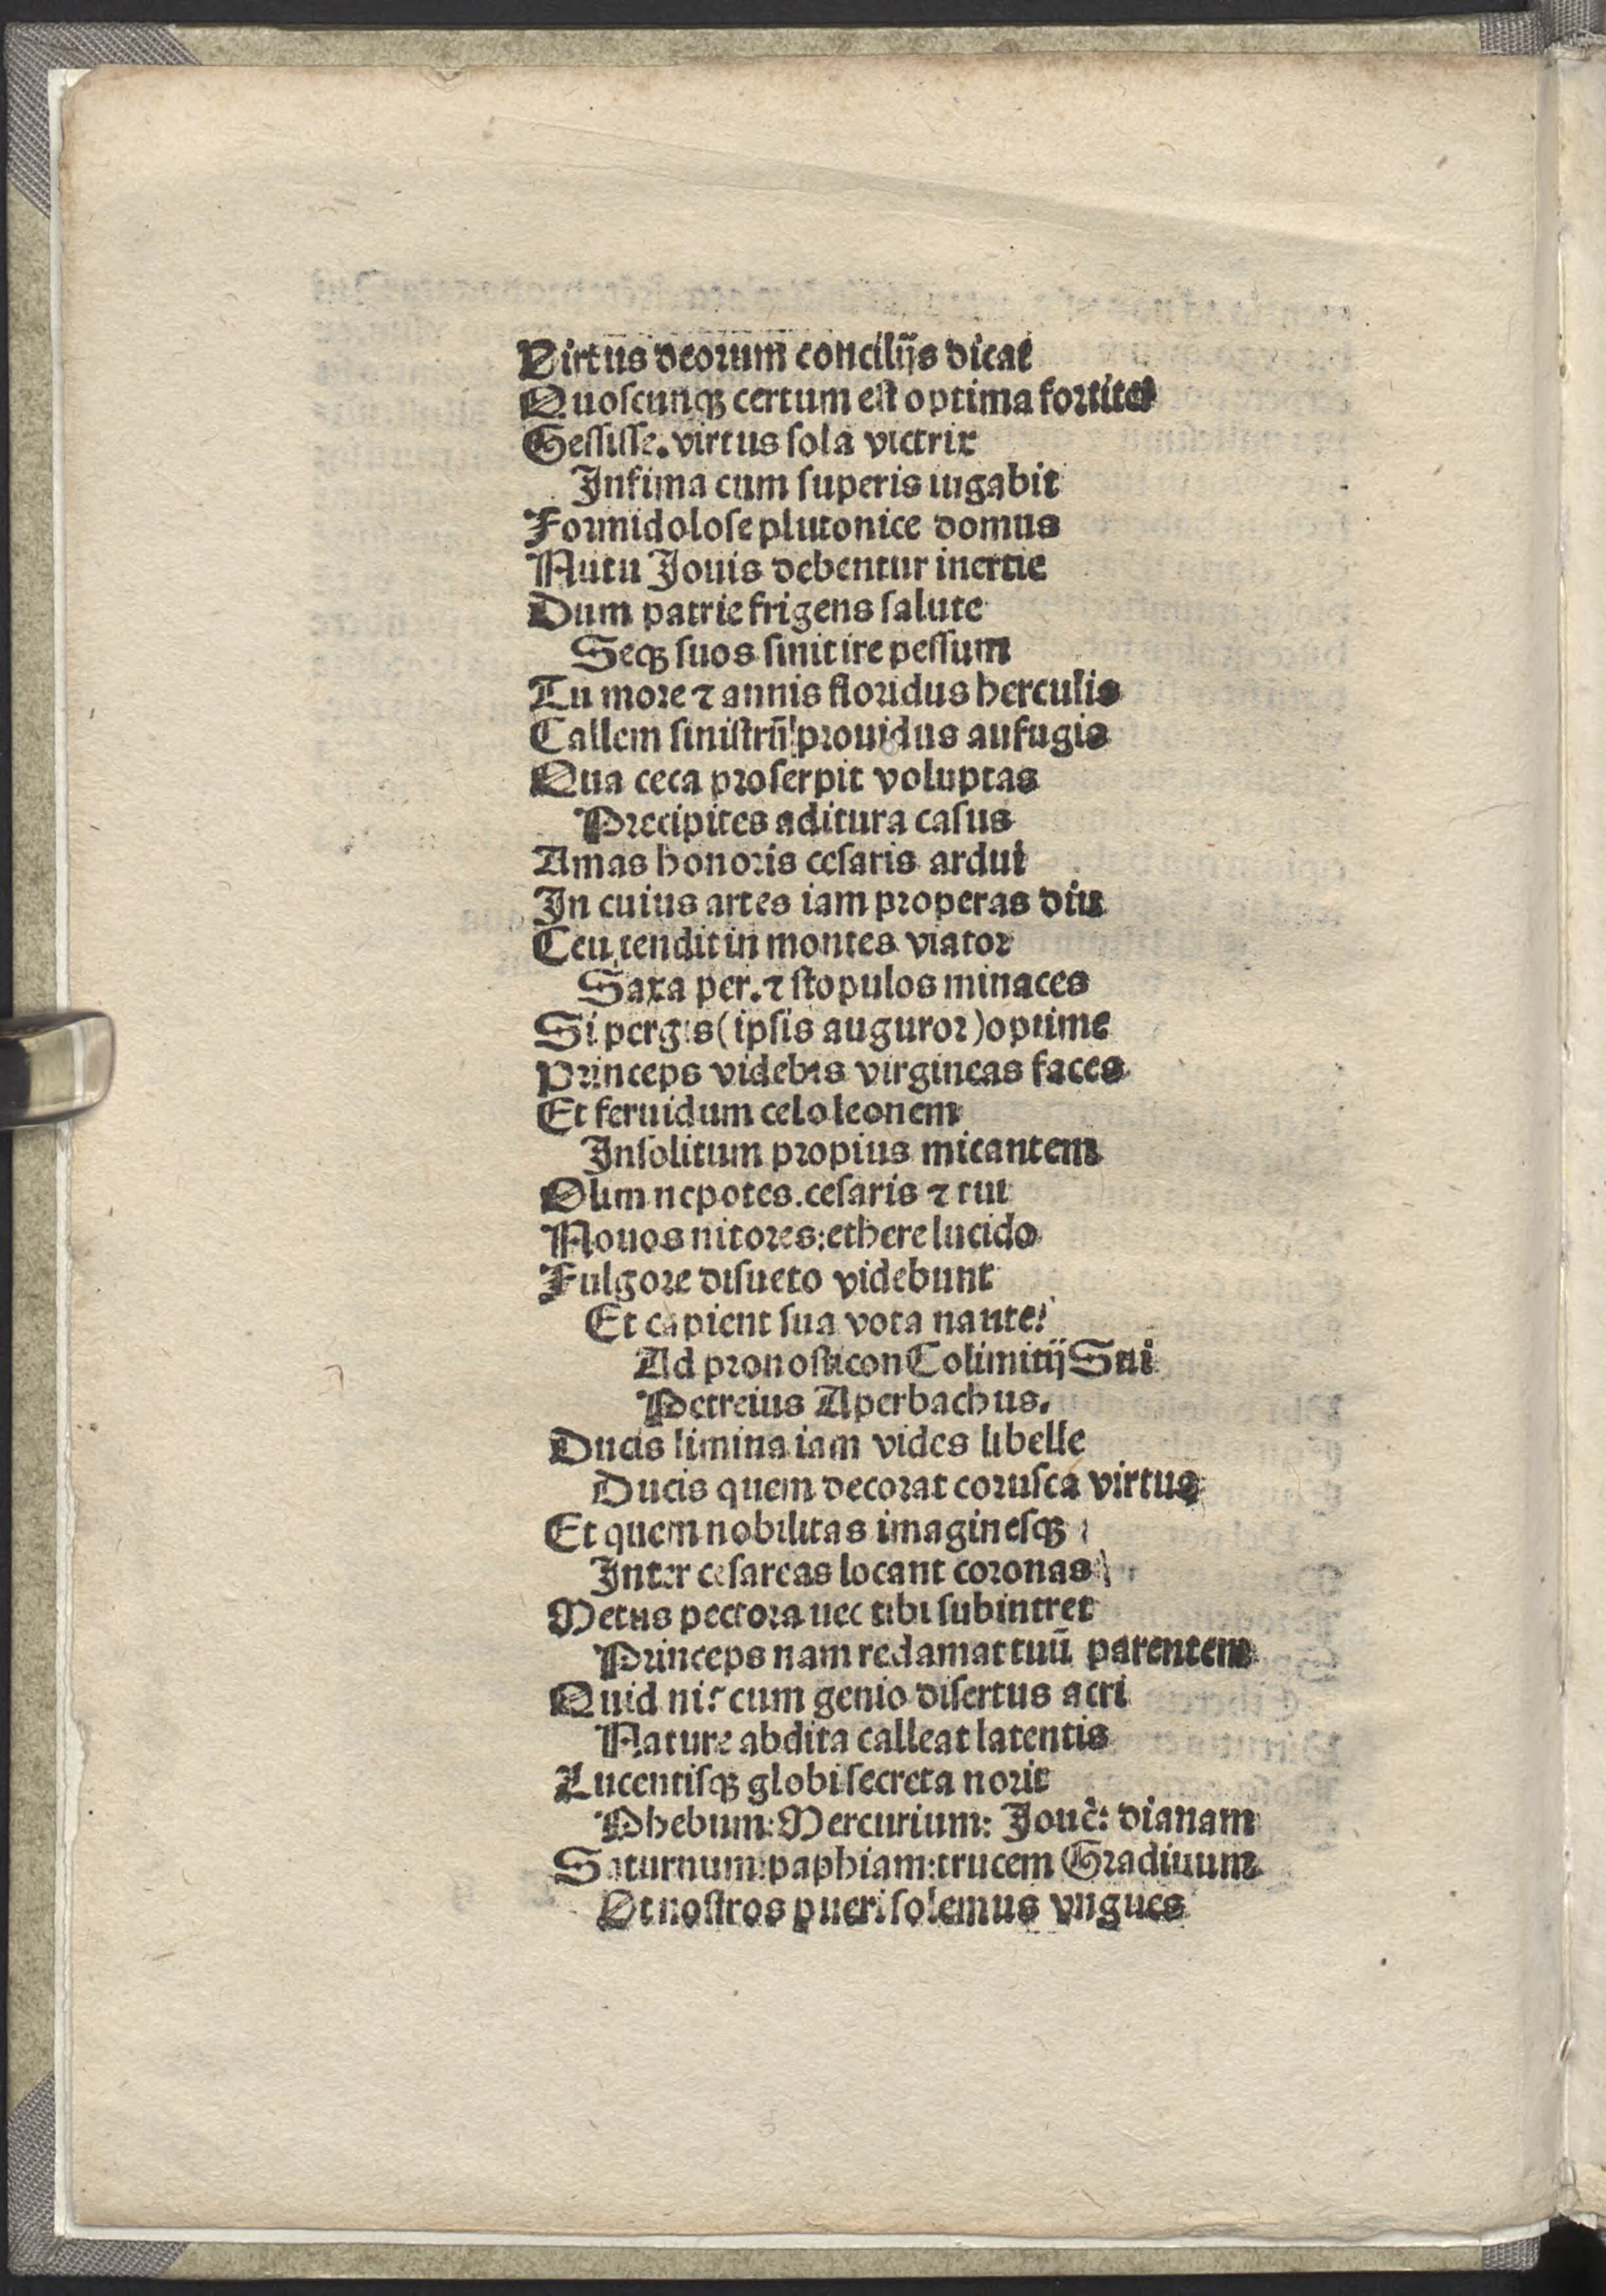 Virtus deorum concilijs dicat
Quoscunqꝫ certum eſt optima fortiter
Geſſiſſe. virtus ſola victrix
Infima cum ſuperis iugabit
Formidoloſe plutonice domus
Nutu Jouis debentur inertie
Dum patrie frigens ſalute
Seqꝫ ſuos ſinit ire peſſum
Tu more ⁊ annis floridus herculis
Callem ſiniſtrū prouidus aufugis
Qua ceca proſerpit voluptas
Precipites aditura caſus
Amas honoris ceſaris ardui
In cuius artes iam properas diu
Ceu tendit in montes viator
Saxa per. ⁊ ſcopulos minaces
Si pergis (ipſis auguror) optime
princeps videbis virgineas faces
Et feruidum celo leonem
Inſolitum propius micantem
Olim nepotes. ceſaris ⁊ tui
Nouos nitores: ethere lucido
Fulgore diſueto videbunt
Et capient ſua vota naute.
Ad pronoſticon Colimitij Sui
Petreius Aperbachus.
Ducis limina iam vides libelle
Ducis quem decorat coruſca virtus
Et quem nobilitas imagineſqꝫ
Inter ceſareas locant coronas
Metus pectora nec tibi ſubintret
Princeps nam redamat tuū parentem
Quid ni? cum genio diſertus acri
Nature abdita calleat latentis
Lucentiſqꝫ globi ſecreta norit
Phebum: Mercurium: Jouē: dianam
Saturnum: paphiam: trucem Gradiuum
Ut noſtros pueri ſolemus vngues